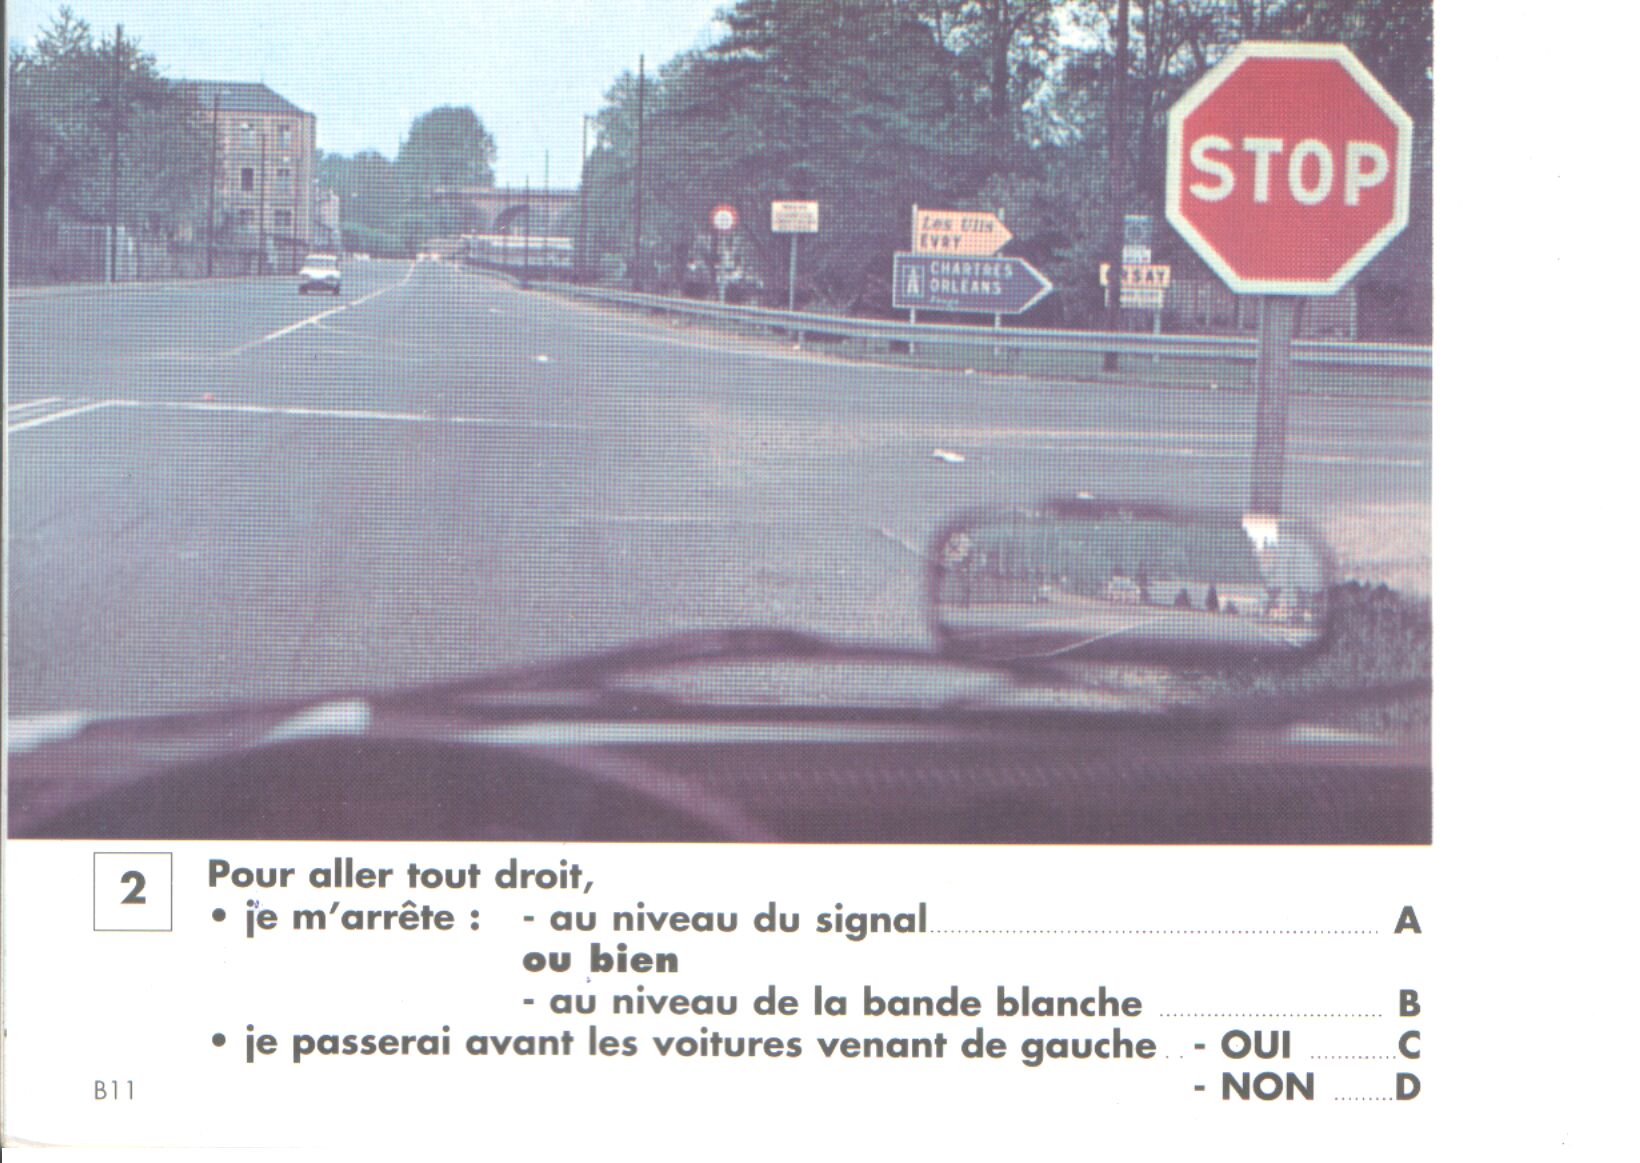 STOP
Les Ulis
EVRY
A CHARTRES
ORLÉANS
2 Pour aller tout droit,
• je m'arrête : - au niveau du signal A
ou bien
- au niveau de la bande blanche B
• je passerai avant les voitures venant de gauche - OUI C
- NON D
B11